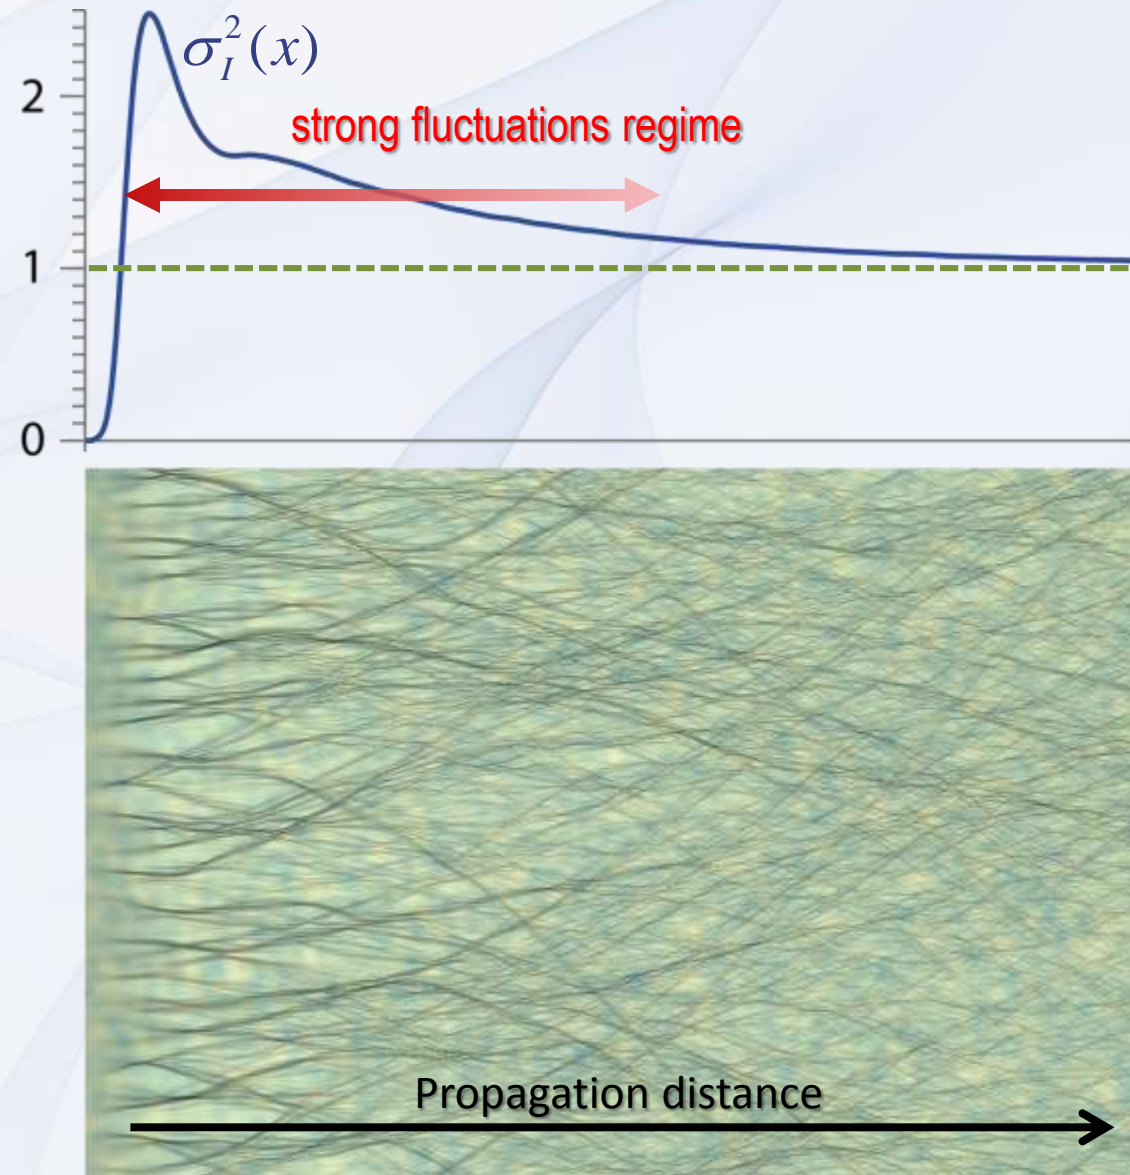 σ_I^2(x)
2
strong fluctuations regime
1
0
Propagation distance